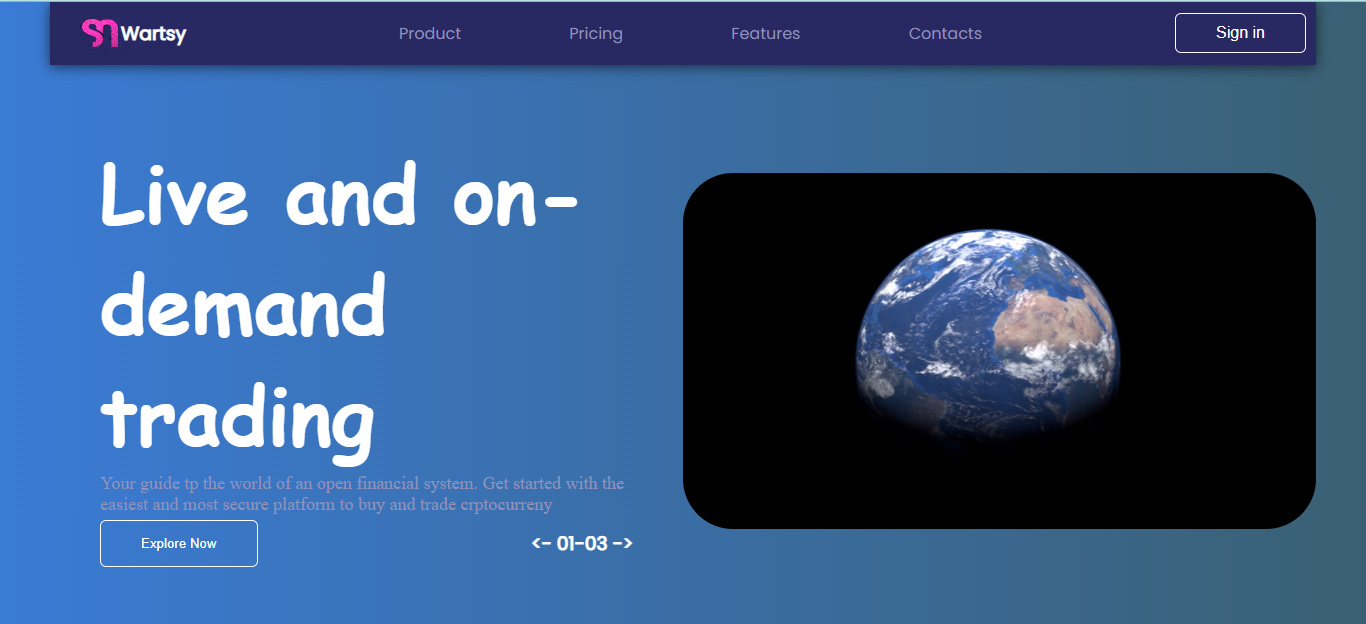 Wartsy
Product
Pricing
Features
Contacts
Sign in
Live and on-
demand
trading
Your guide tp the world of an open financial system. Get started with the
easiest and most secure platform to buy and trade crptocurreny
Explore Now
<- 01-03 ->